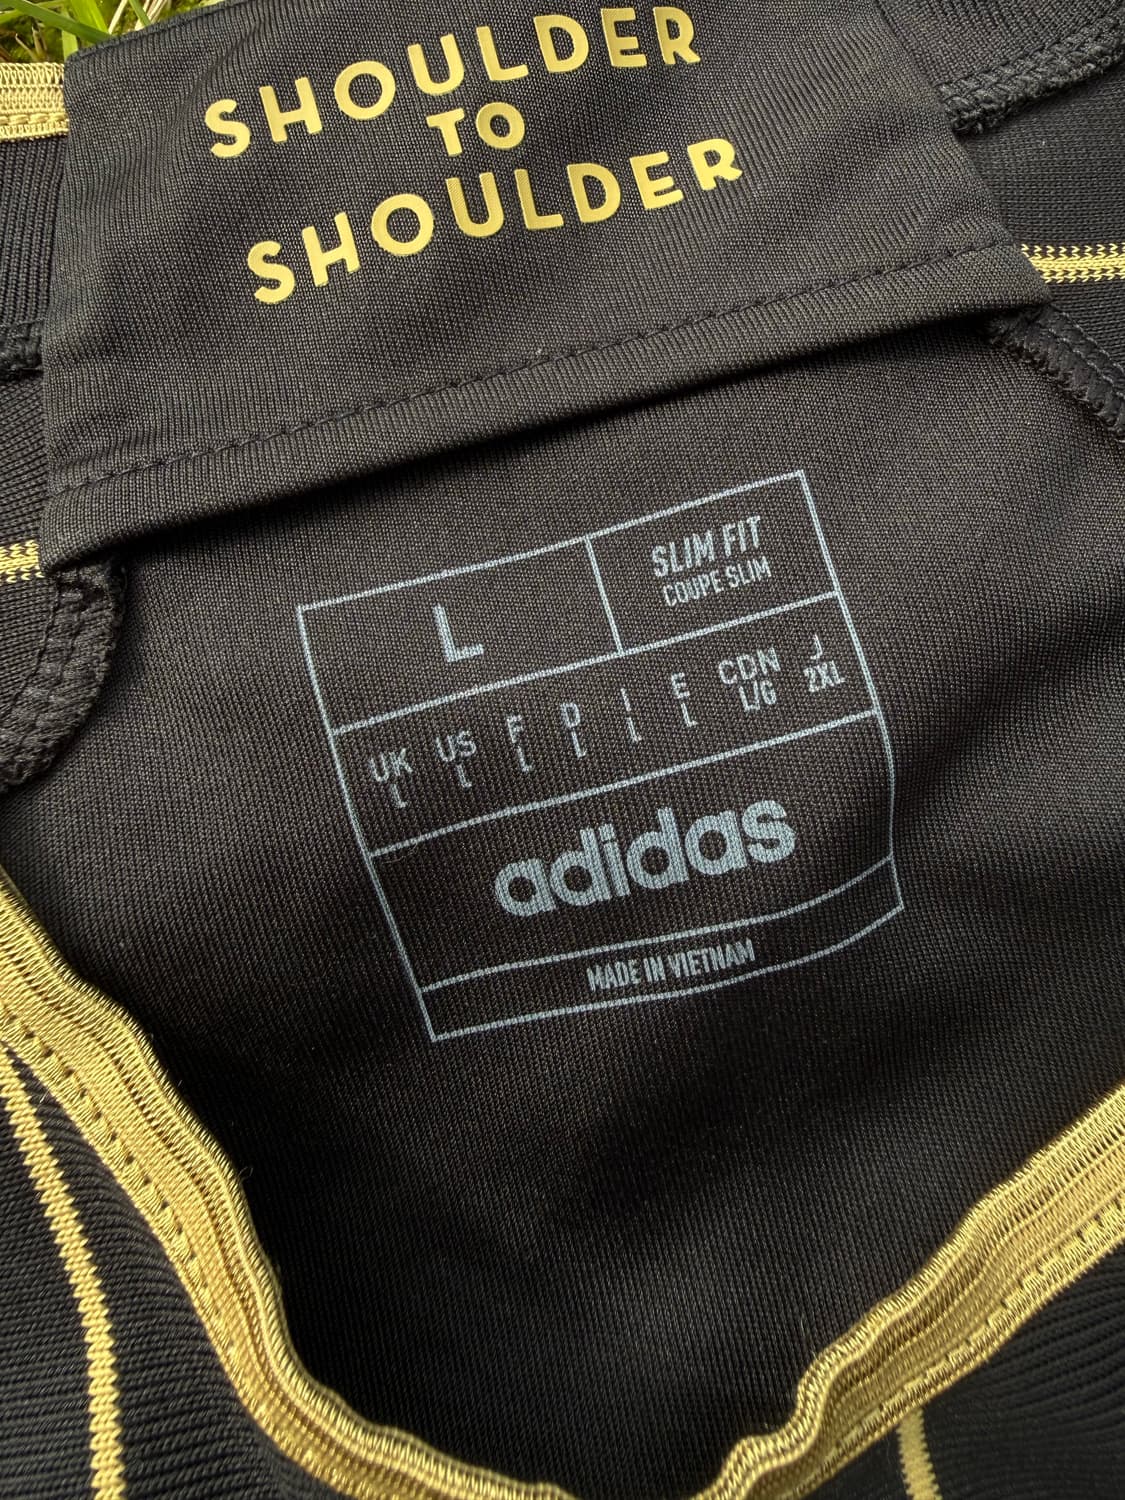 SHOULDER
TO
SHOULDER
L
SLIM FIT
COUPE SLIM
UK US F D I E CDN J
L L L L L L L/G 2XL
adidas
MADE IN VIETNAM